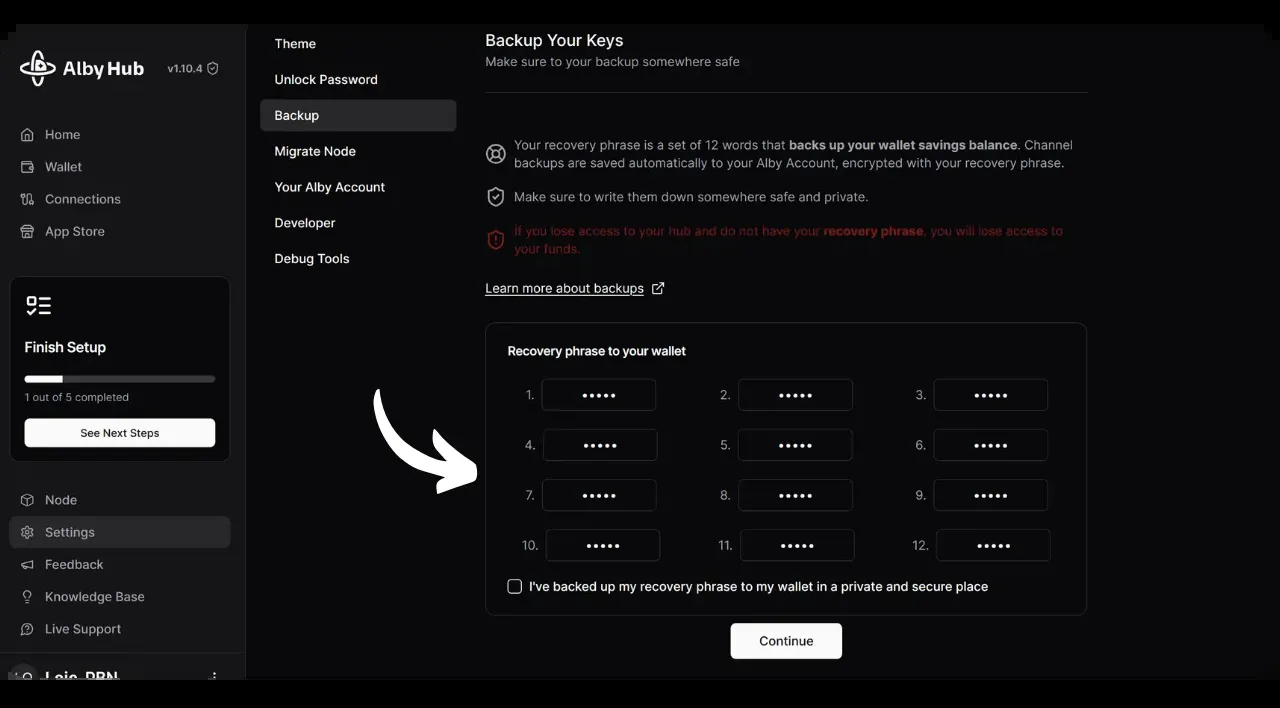 Alby Hub
v1.10.4
Home
Wallet
Connections
App Store
Finish Setup
1 out of 5 completed
See Next Steps
Node
Settings
Feedback
Knowledge Base
Live Support
Theme
Unlock Password
Backup
Migrate Node
Your Alby Account
Developer
Debug Tools
Backup Your Keys
Make sure to your backup somewhere safe
Your recovery phrase is a set of 12 words that backs up your wallet savings balance. Channel
backups are saved automatically to your Alby Account, encrypted with your recovery phrase.
Make sure to write them down somewhere safe and private.
If you lose access to your hub and do not have your recovery phrase, you will lose access to
your funds.
Learn more about backups
Recovery phrase to your wallet
1. ••••• 2. ••••• 3. •••••
4. ••••• 5. ••••• 6. •••••
7. ••••• 8. ••••• 9. •••••
10. ••••• 11. ••••• 12. •••••
I've backed up my recovery phrase to my wallet in a private and secure place
Continue